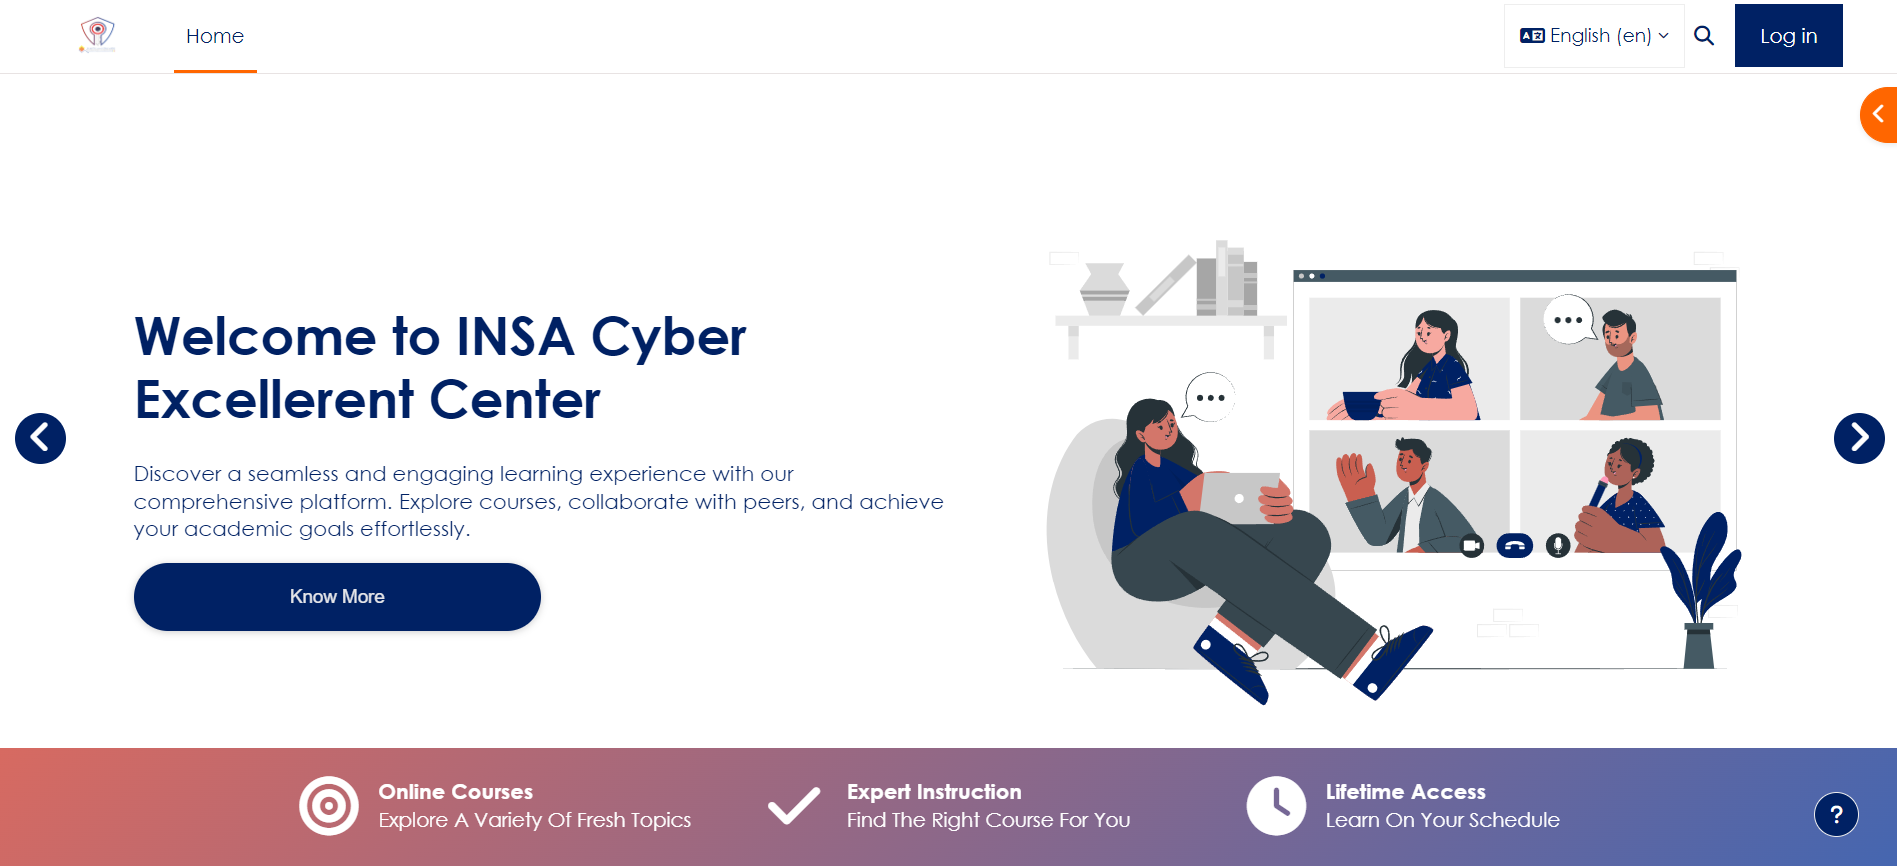 Home
English (en)
Log in
Welcome to INSA Cyber
Excellerent Center
Discover a seamless and engaging learning experience with our
comprehensive platform. Explore courses, collaborate with peers, and achieve
your academic goals effortlessly.
Know More
Online Courses
Explore A Variety Of Fresh Topics
Expert Instruction
Find The Right Course For You
Lifetime Access
Learn On Your Schedule
?